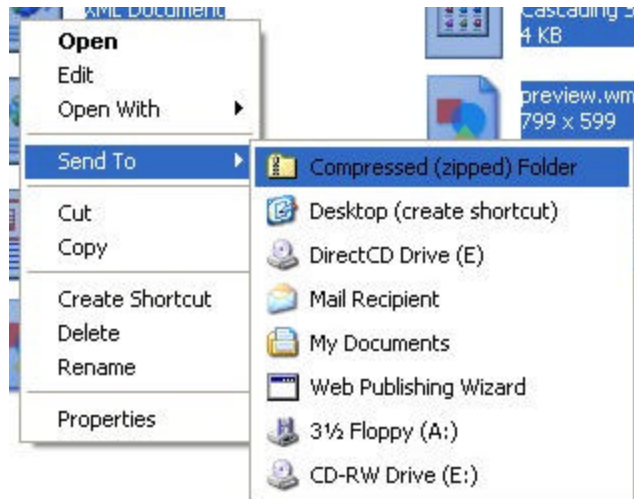 XML Document
Cascading S
4 KB
preview.wm
799 x 599
Open
Edit
Open With
Send To
Cut
Copy
Create Shortcut
Delete
Rename
Properties
Compressed (zipped) Folder
Desktop (create shortcut)
DirectCD Drive (E)
Mail Recipient
My Documents
Web Publishing Wizard
3½ Floppy (A:)
CD-RW Drive (E:)